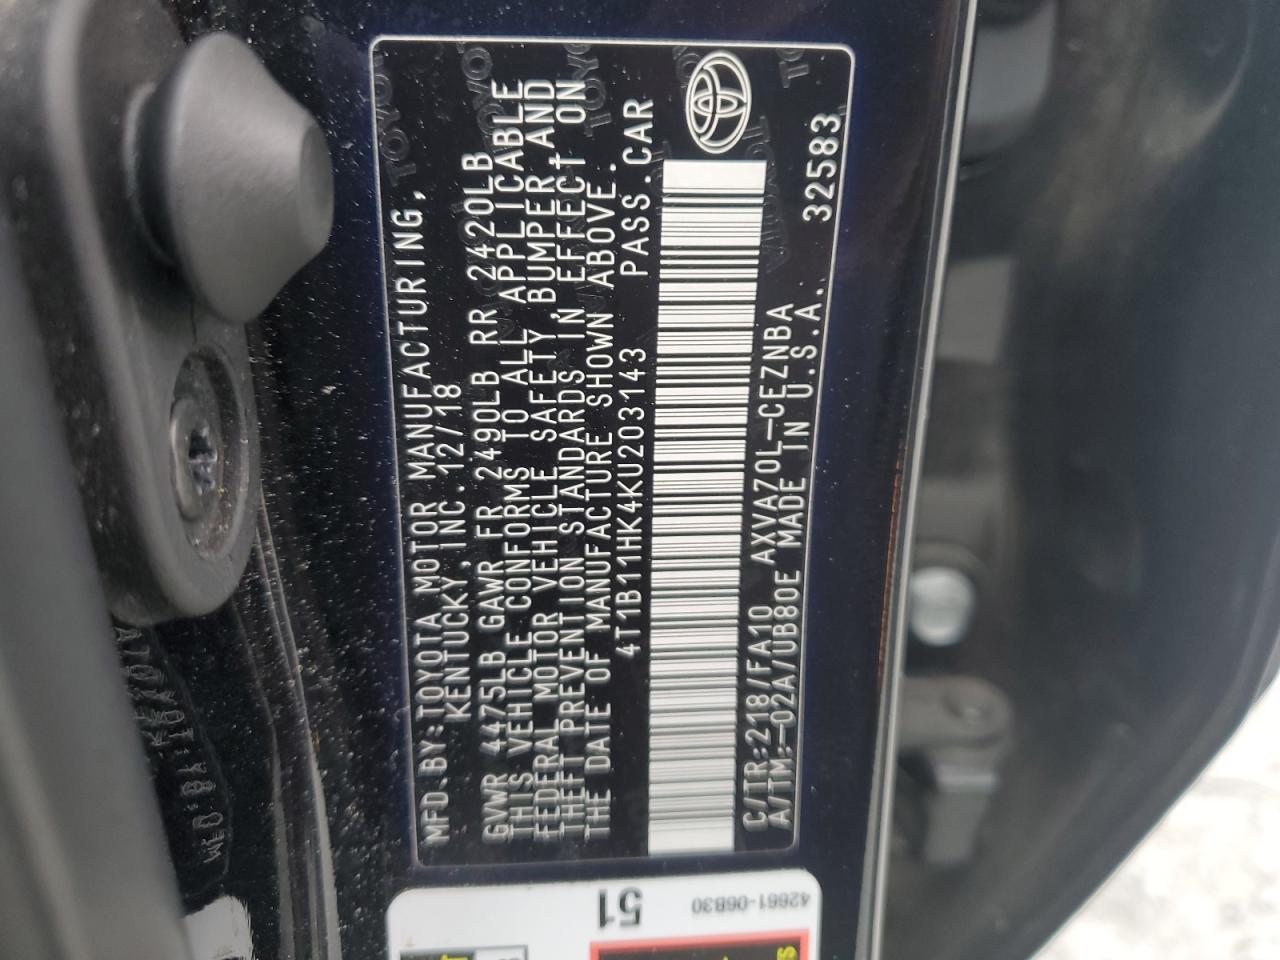 MFD.BY:TOYOTA MOTOR MANUFACTURING,
KENTUCKY,INC. 12/18
GVWR 4475LB GAWR FR 2490LB RR 2420LB
THIS VEHICLE CONFORMS TO ALL APPLICABLE
FEDERAL MOTOR VEHICLE SAFETY,BUMPER,AND
THEFT PREVENTION STANDARDS IN EFFECT ON
THE DATE OF MANUFACTURE SHOWN ABOVE.
4T1B11HK4KU203143 PASS.CAR
C/TR:218/FA10 AXVA70L-CEZNBA
A/TM:-02A/UB80E MADE IN U.S.A. 32583
51
42661-06B30